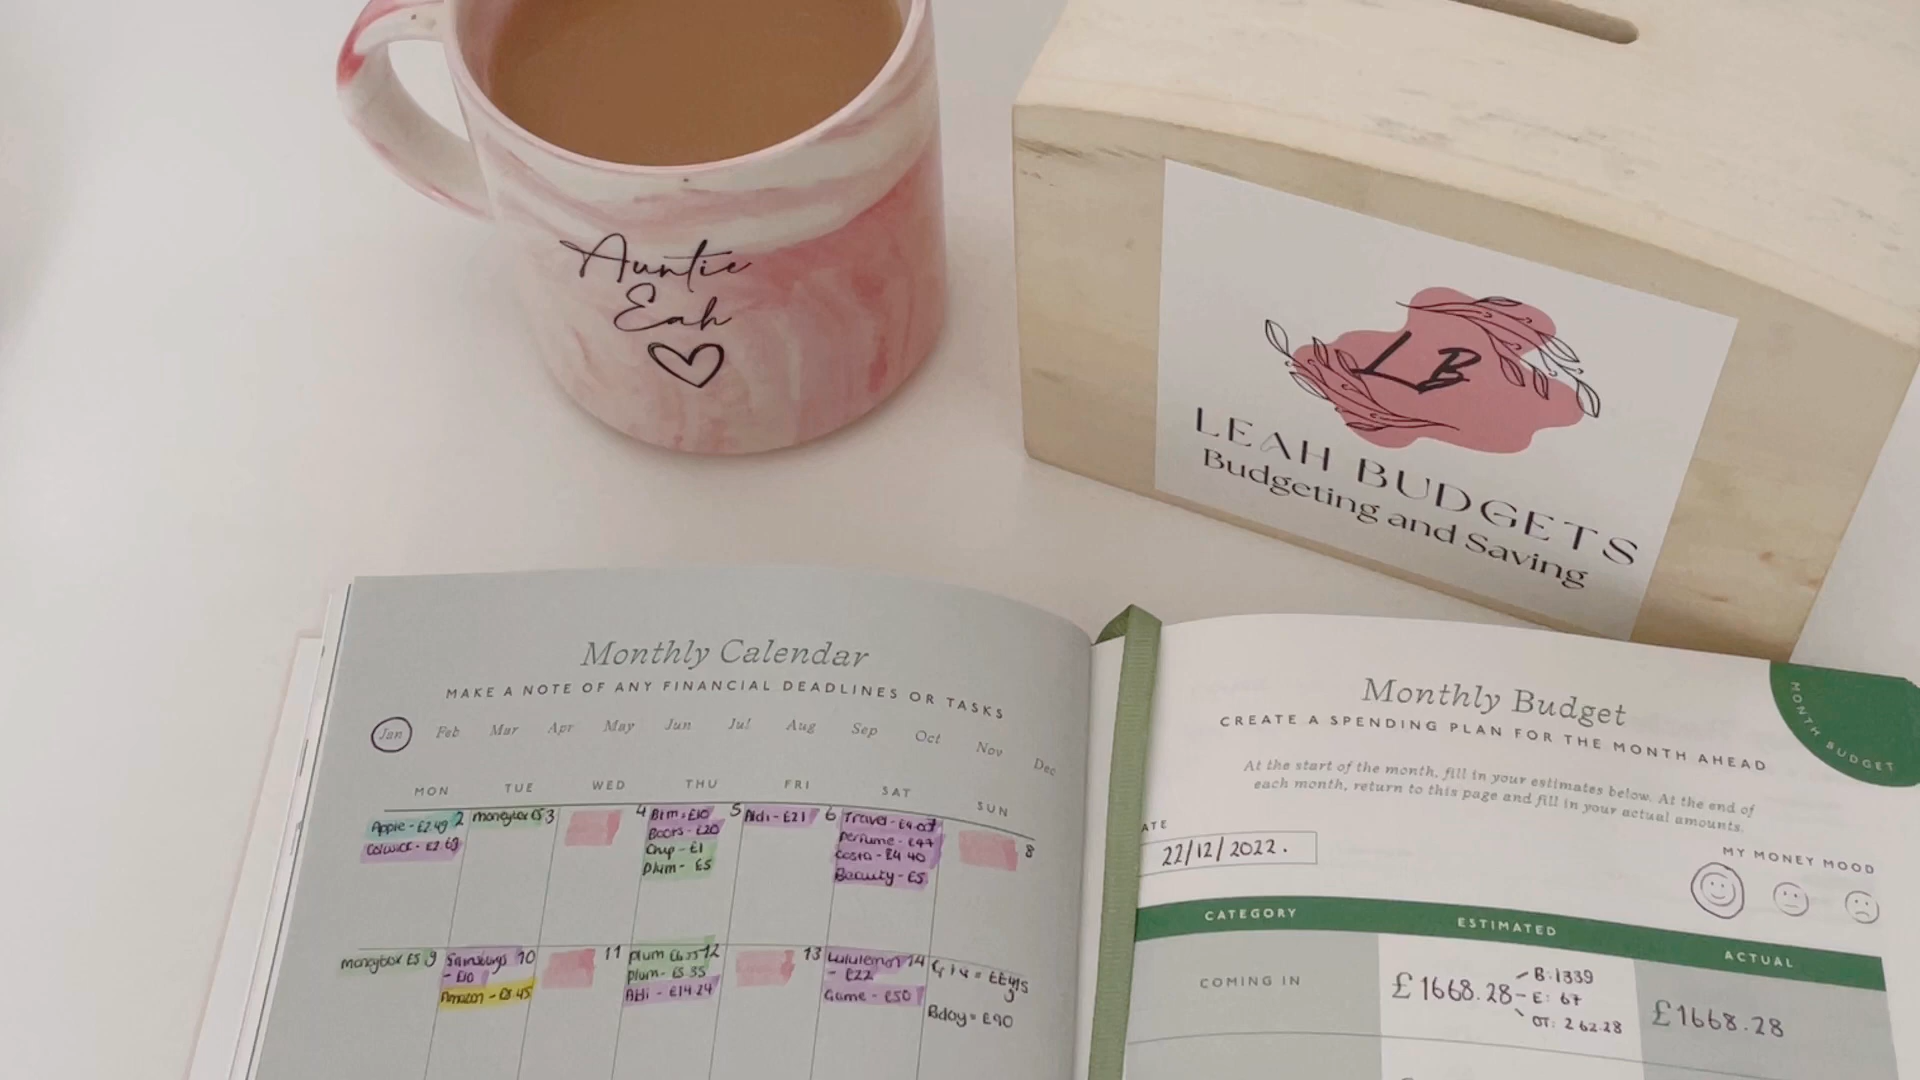 Auntie
Eah
LB
LEAH BUDGETS
Budgeting and Saving
Monthly Calendar
MAKE A NOTE OF ANY FINANCIAL DEADLINES OR TASKS
Jan Feb Mar Apr May Jun Jul Aug Sep Oct Nov Dec
MON TUE WED THU FRI SAT SUN
Apple - £2.49 2
moneybox £5 3
4
B+m - £10 5
Boots - £20
Chip - £1
Plum - £5
Aldi - £21 6
Travel -
Perfume - £47
Costa - £4.40
Beauty - £5
8
moneybox £5 9
Sainsburys 10
- £10
Amazon -
11
plum 12
plum - £5.35
Aldi - £14.24
13
Lululemon 14
- £22
Game - £50
Bday = £90
Monthly Budget
CREATE A SPENDING PLAN FOR THE MONTH AHEAD
At the start of the month, fill in your estimates below. At the end of
each month, return to this page and fill in your actual amounts.
MONTH BUDGET
ATE
22/12/2022.
MY MONEY MOOD
CATEGORY ESTIMATED ACTUAL
COMING IN
£1668.28
B: 1339
E: 67
OT: 262.28
£1668.28